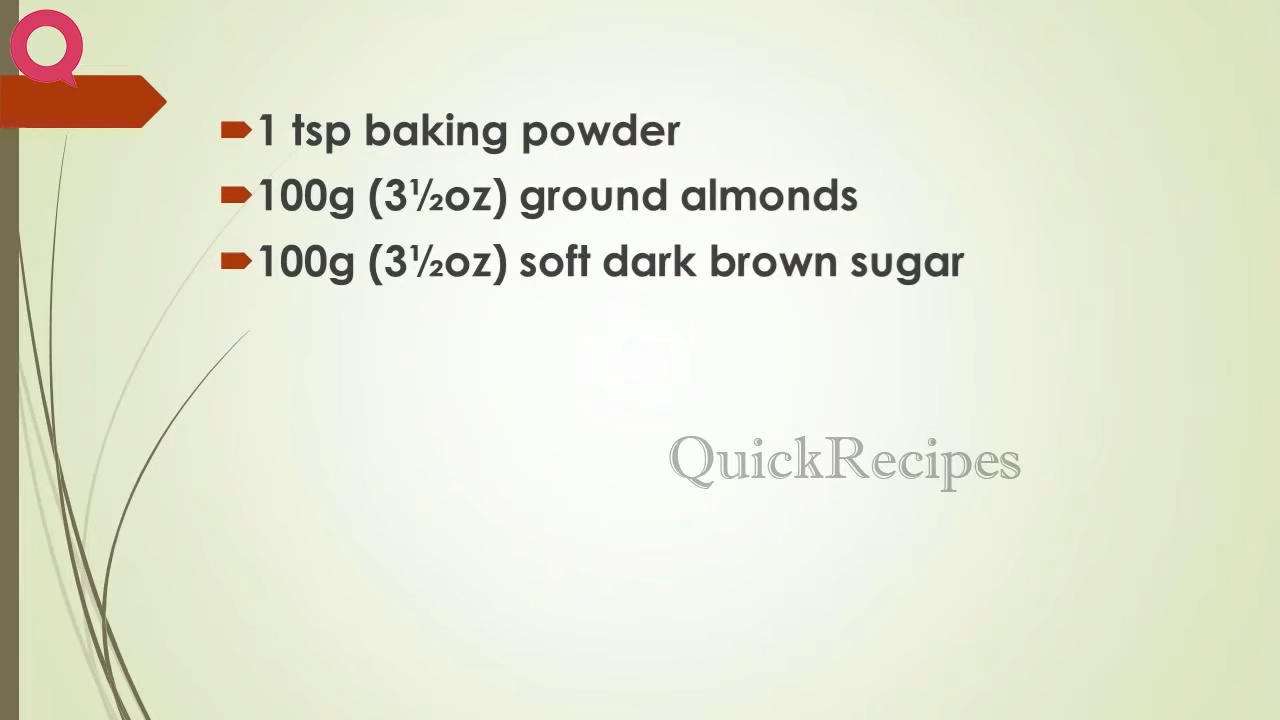 1 tsp baking powder
100g (3½oz) ground almonds
100g (3½oz) soft dark brown sugar
QuickRecipes